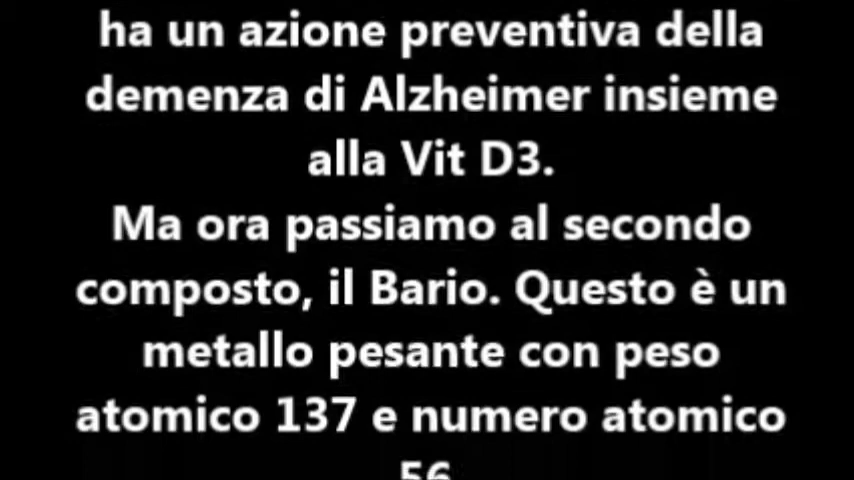 ha un azione preventiva della
demenza di Alzheimer insieme
alla Vit D3.
Ma ora passiamo al secondo
composto, il Bario. Questo è un
metallo pesante con peso
atomico 137 e numero atomico
56